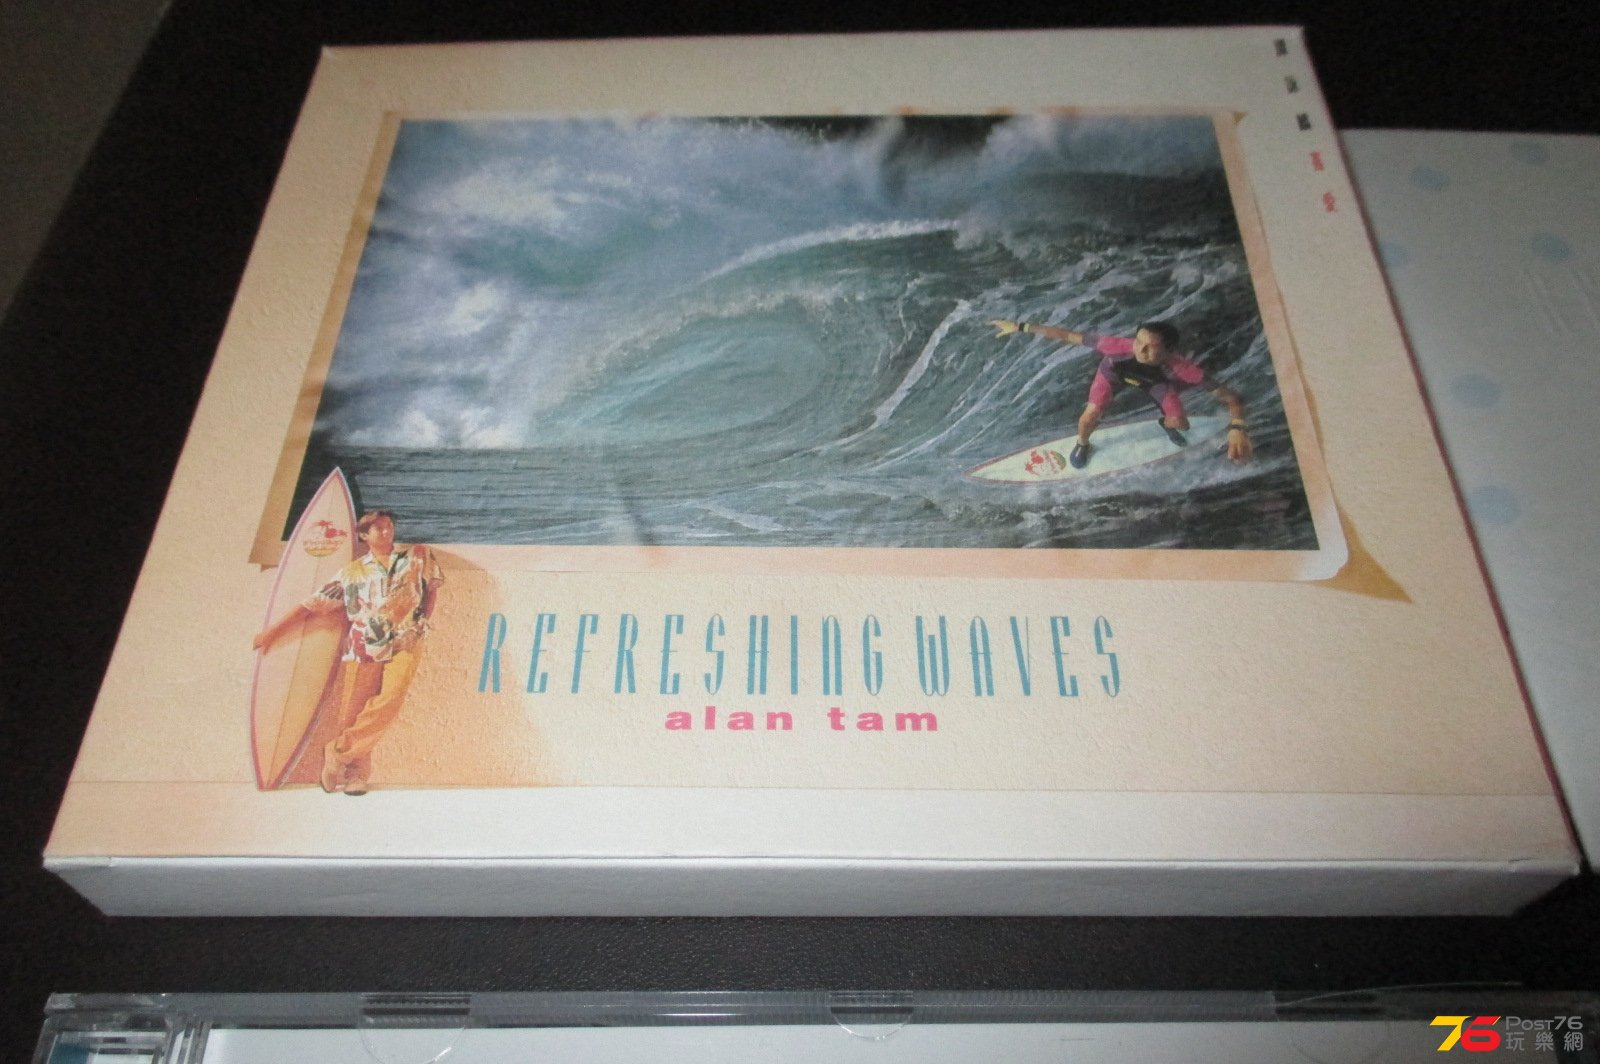 REFRESHING WAVES
alan tam
76 POST76
玩樂網